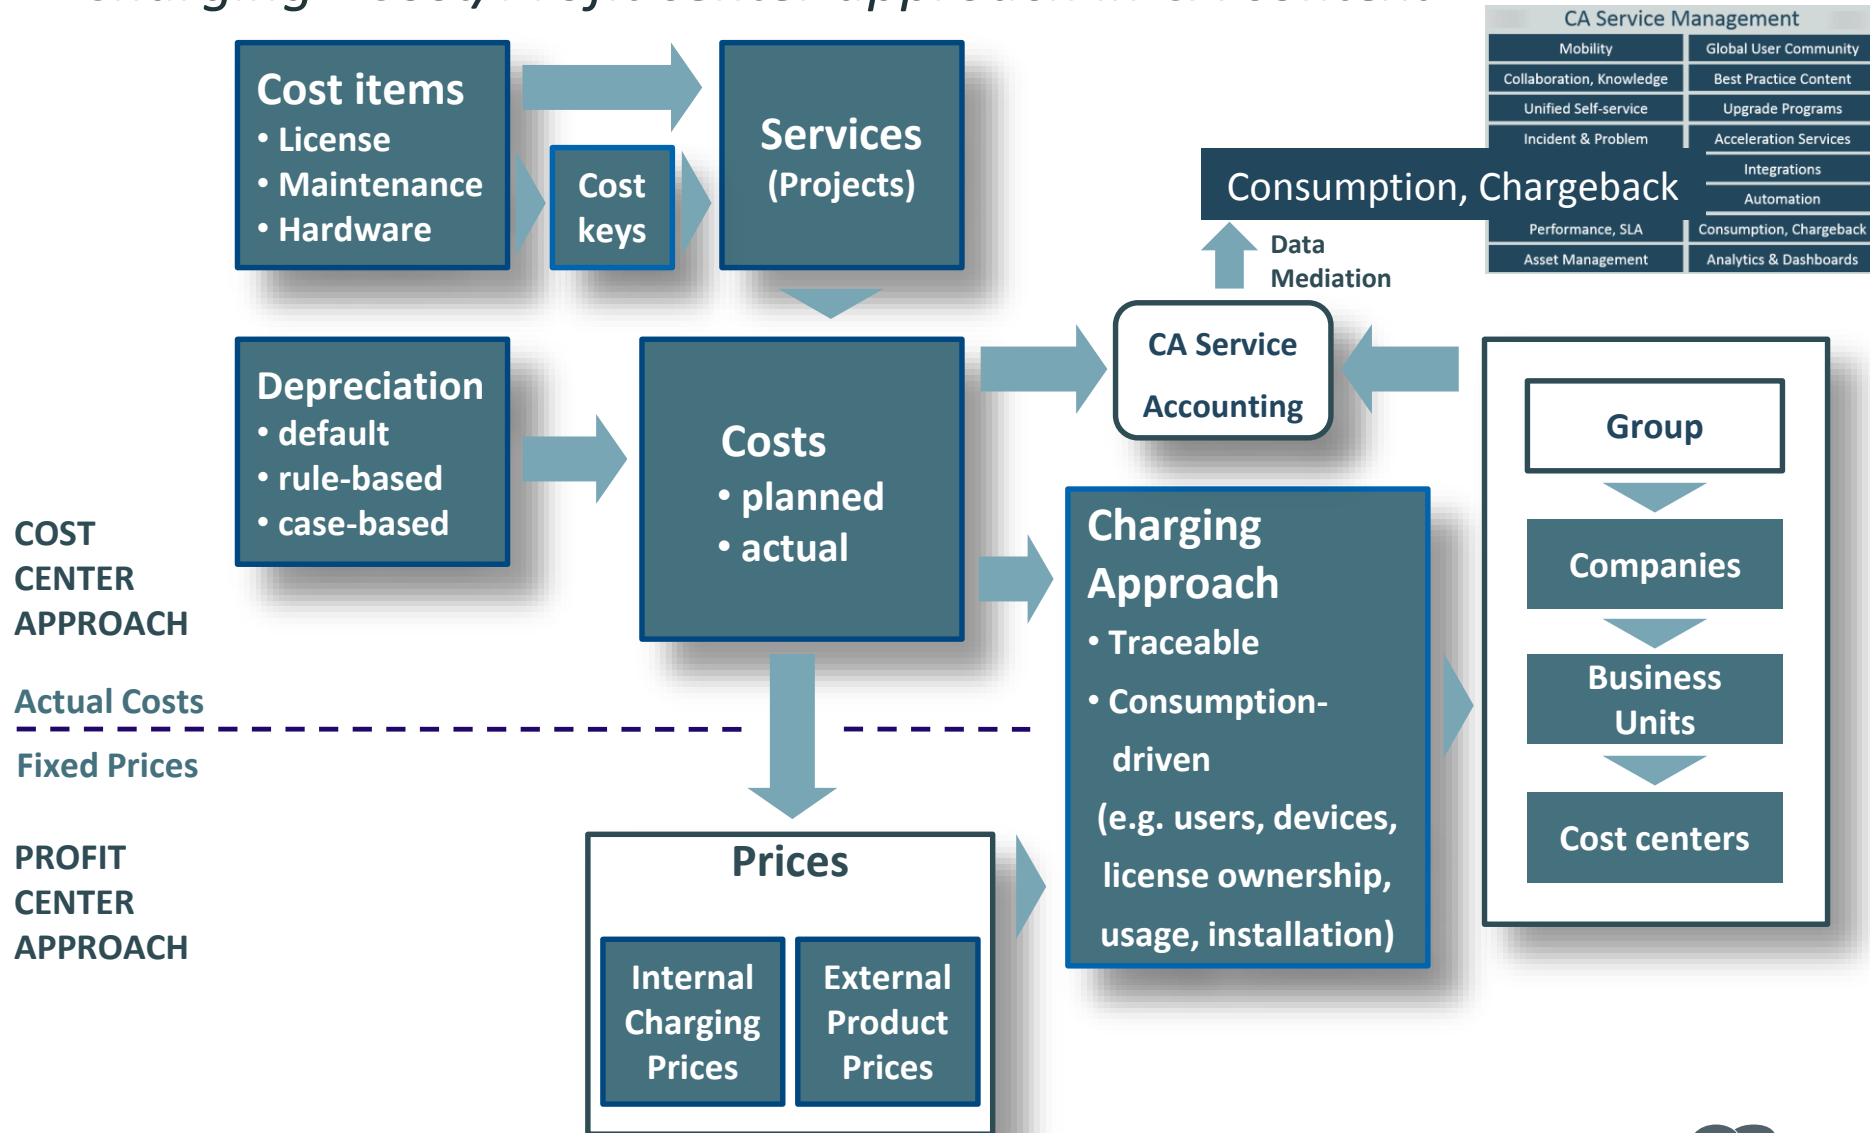 CA Service Management
Mobility
Global User Community
Collaboration, Knowledge
Best Practice Content
Unified Self-service
Upgrade Programs
Incident & Problem
Acceleration Services
Integrations
Automation
Performance, SLA
Consumption, Chargeback
Asset Management
Analytics & Dashboards
Cost items
• License
• Maintenance
• Hardware
Cost
keys
Services
(Projects)
Consumption, Chargeback
Data
Mediation
CA Service
Accounting
Depreciation
• default
• rule-based
• case-based
Costs
• planned
• actual
Charging
Approach
• Traceable
• Consumption-
driven
(e.g. users, devices,
license ownership,
usage, installation)
Group
Companies
Business
Units
Cost centers
COST
CENTER
APPROACH
Actual Costs
Fixed Prices
PROFIT
CENTER
APPROACH
Prices
Internal
Charging
Prices
External
Product
Prices